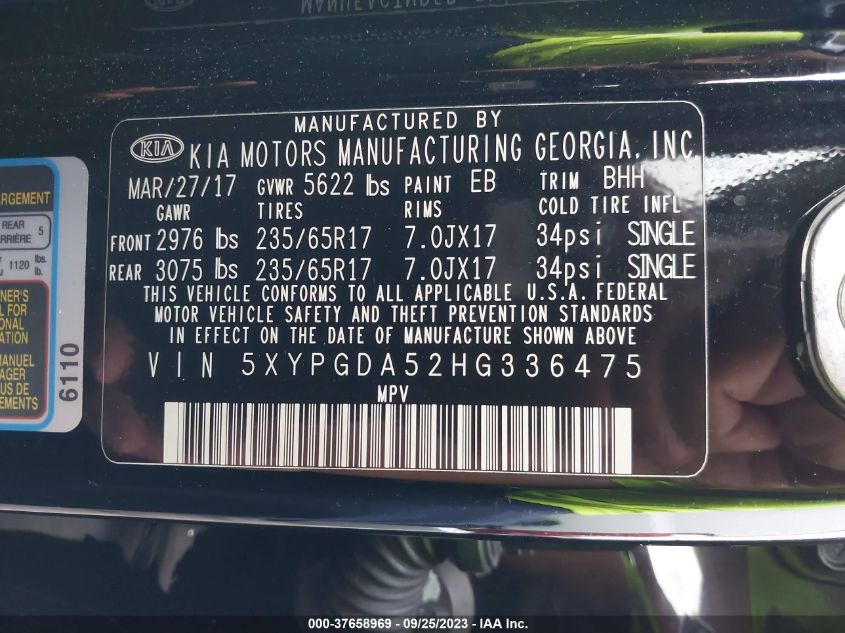 MANUFACTURED BY
KIA KIA MOTORS MANUFACTURING GEORGIA, INC.
MAR/27/17 GVWR 5622 lbs PAINT EB TRIM BHH
GAWR TIRES RIMS COLD TIRE INFL
FRONT 2976 lbs 235/65R17 7.0JX17 34psi SINGLE
REAR 3075 lbs 235/65R17 7.0JX17 34psi SINGLE
THIS VEHICLE CONFORMS TO ALL APPLICABLE U.S.A. FEDERAL
MOTOR VEHICLE SAFETY AND THEFT PREVENTION STANDARDS
IN EFFECT ON THE DATE OF MANUFACTURE SHOWN ABOVE
VIN 5XYPGDA52HG336475
MPV
ARGEMENT
REAR 5
1120 lbs.
lb.
6110
000-37658969 - 09/25/2023 - IAA Inc.